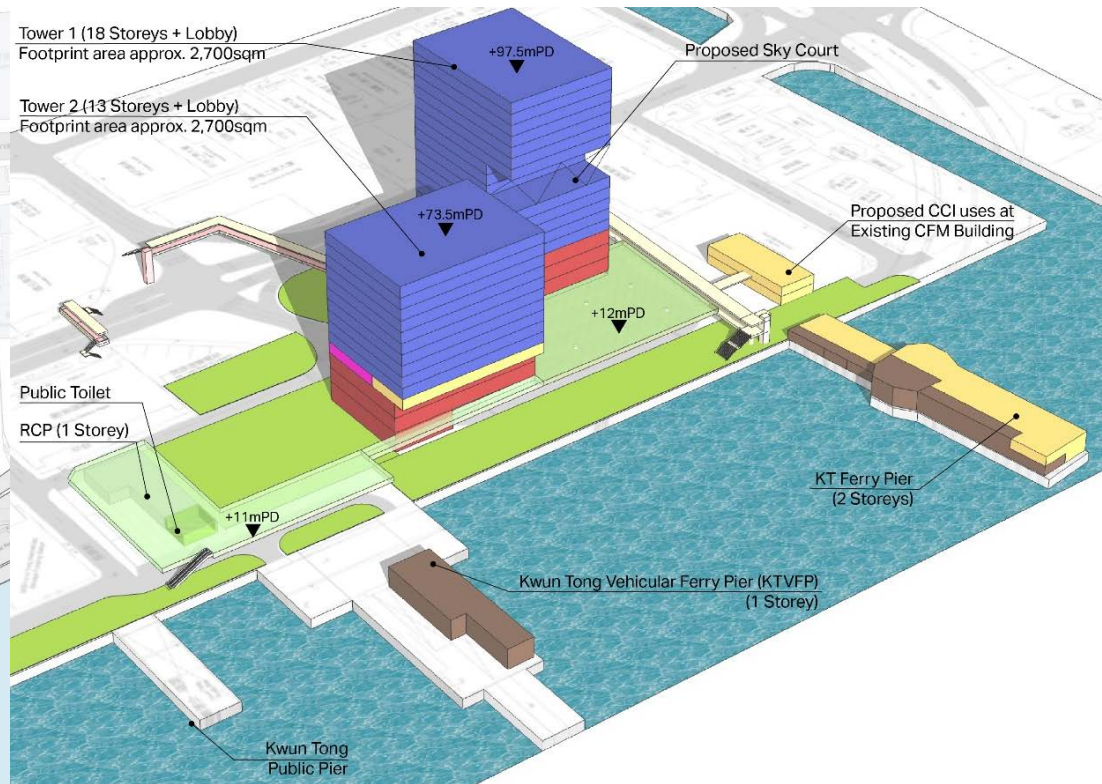 Tower 1 (18 Storeys + Lobby)
Footprint area approx. 2,700sqm
+97.5mPD
Proposed Sky Court
Tower 2 (13 Storeys + Lobby)
Footprint area approx. 2,700sqm
+73.5mPD
Proposed CCI uses at
Existing CFM Building
+12mPD
Public Toilet
RCP (1 Storey)
KT Ferry Pier
(2 Storeys)
+11mPD
Kwun Tong Vehicular Ferry Pier (KTVFP)
(1 Storey)
Kwun Tong
Public Pier